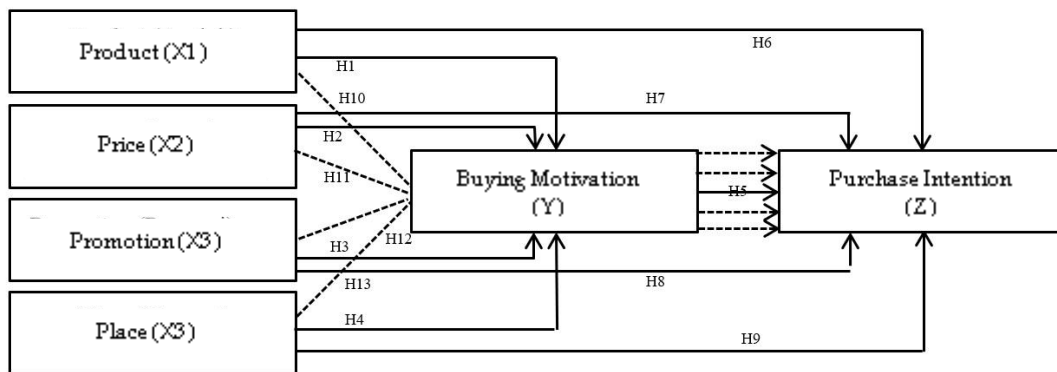 Product (X1)
H6
H1
H10
H7
Price (X2)
H2
H11
Buying Motivation
(Y)
H5
Purchase Intention
(Z)
Promotion (X3)
H12
H3
H8
H13
Place (X3)
H4
H9